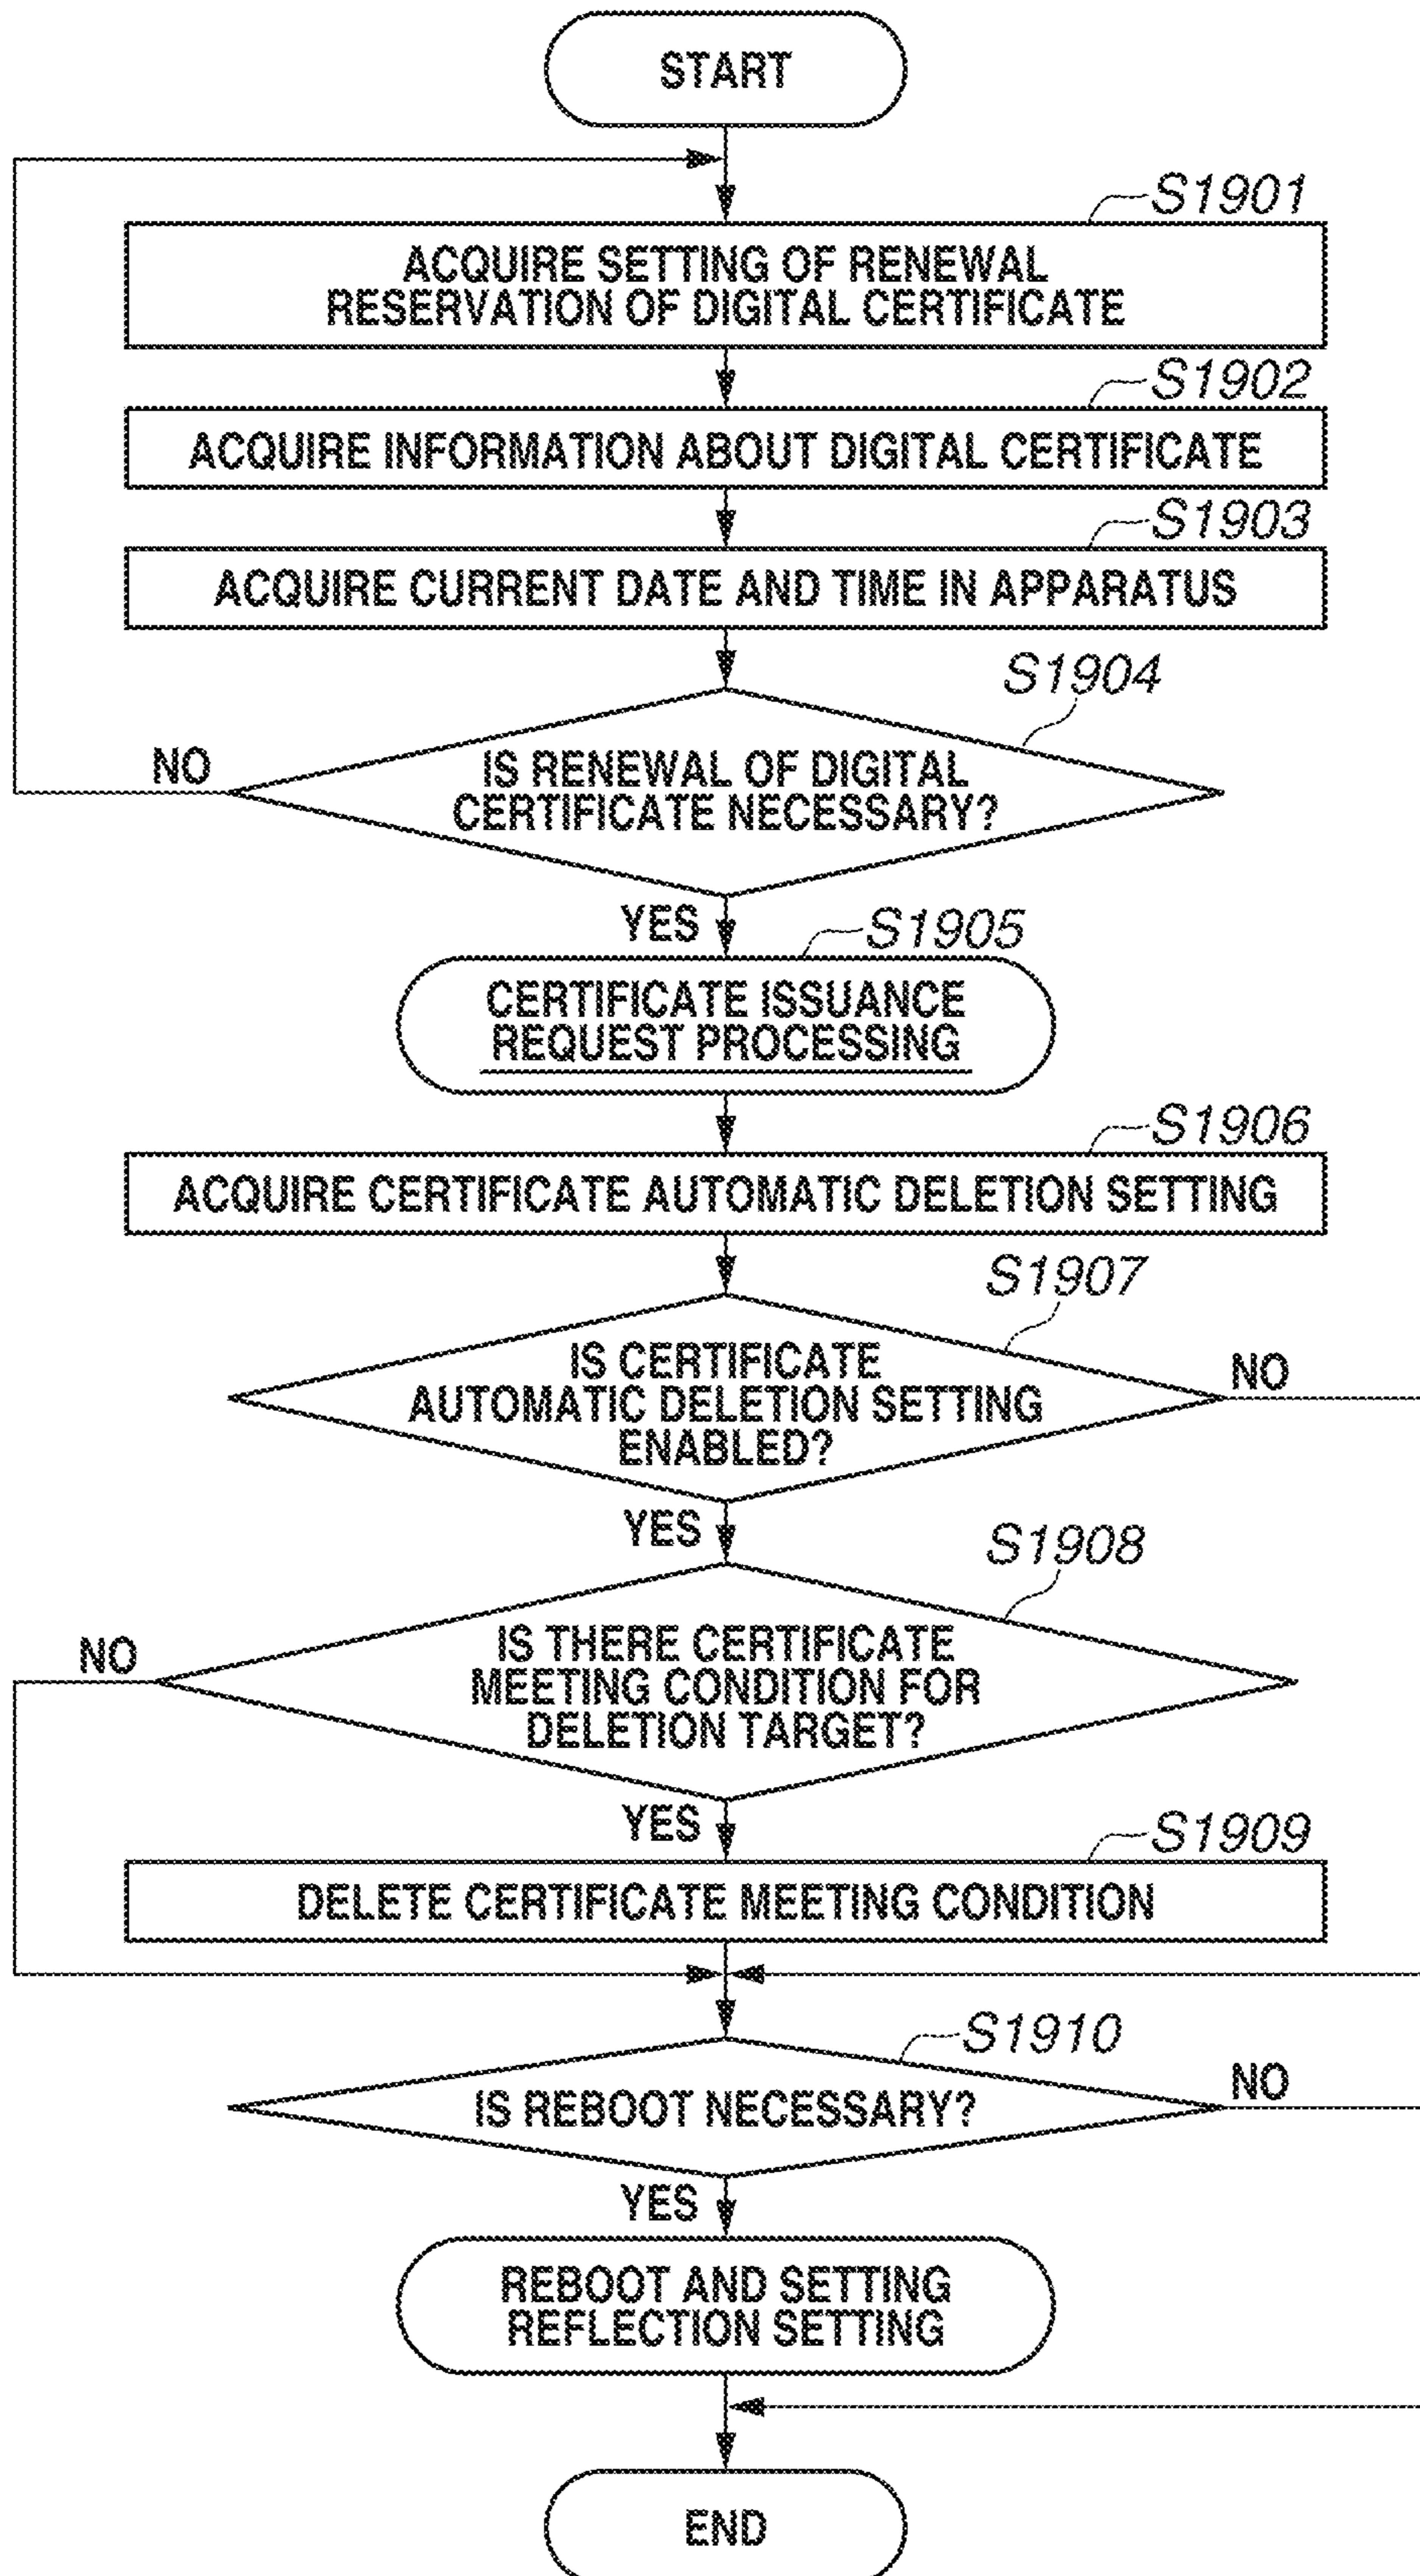 START
S1901
ACQUIRE SETTING OF RENEWAL
RESERVATION OF DIGITAL CERTIFICATE
S1902
ACQUIRE INFORMATION ABOUT DIGITAL CERTIFICATE
S1903
ACQUIRE CURRENT DATE AND TIME IN APPARATUS
S1904
NO
IS RENEWAL OF DIGITAL
CERTIFICATE NECESSARY?
YES
S1905
CERTIFICATE ISSUANCE
REQUEST PROCESSING
S1906
ACQUIRE CERTIFICATE AUTOMATIC DELETION SETTING
S1907
IS CERTIFICATE
AUTOMATIC DELETION SETTING
ENABLED?
NO
YES
S1908
NO
IS THERE CERTIFICATE
MEETING CONDITION FOR
DELETION TARGET?
YES
S1909
DELETE CERTIFICATE MEETING CONDITION
S1910
IS REBOOT NECESSARY?
NO
YES
REBOOT AND SETTING
REFLECTION SETTING
END